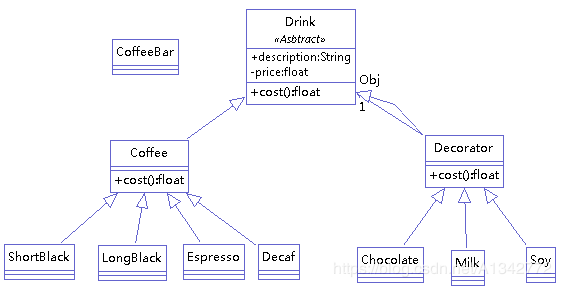 Drink
«Asbtract»
+description:String
-price:float
+cost():float
CoffeeBar
Obj
1
Coffee
+cost():float
Decorator
+cost():float
ShortBlack
LongBlack
Espresso
Decaf
Chocolate
Milk
Soy